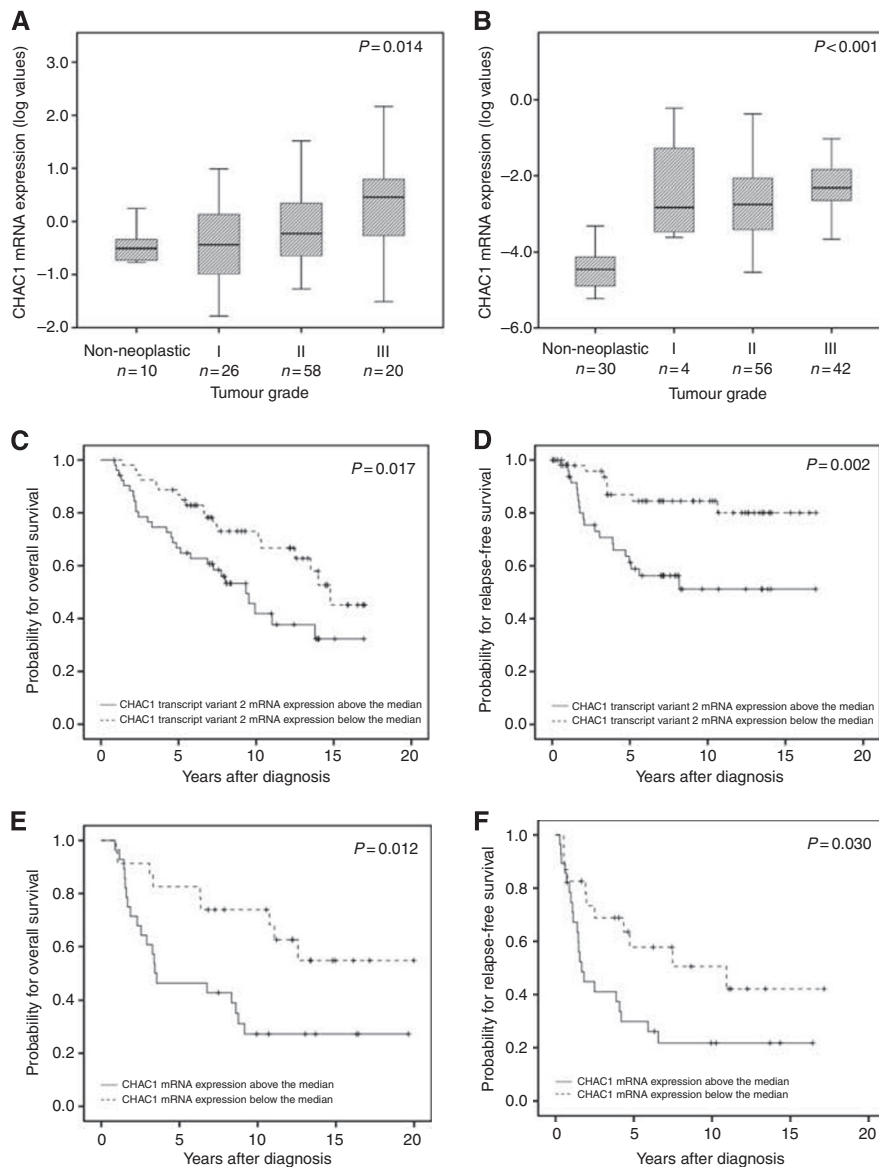 A
P=0.014
CHAC1 mRNA expression (log values)
3.0
2.0
1.0
0.0
–1.0
–2.0
Non-neoplastic I II III
n=10 n=26 n=58 n=20
Tumour grade
B
P<0.001
CHAC1 mRNA expression (log values)
0.0
–2.0
–4.0
–6.0
Non-neoplastic I II III
n=30 n=4 n=56 n=42
Tumour grade
C
P=0.017
Probability for overall survival
1.0
0.8
0.6
0.4
0.2
0.0
CHAC1 transcript variant 2 mRNA expression above the median
CHAC1 transcript variant 2 mRNA expression below the median
0 5 10 15 20
Years after diagnosis
D
P=0.002
Probability for relapse-free survival
1.0
0.8
0.6
0.4
0.2
0.0
CHAC1 transcript variant 2 mRNA expression above the median
CHAC1 transcript variant 2 mRNA expression below the median
0 5 10 15 20
Years after diagnosis
E
P=0.012
Probability for overall survival
1.0
0.8
0.6
0.4
0.2
0.0
CHAC1 mRNA expression above the median
CHAC1 mRNA expression below the median
0 5 10 15 20
Years after diagnosis
F
P=0.030
Probability for relapse-free survival
1.0
0.8
0.6
0.4
0.2
0.0
CHAC1 mRNA expression above the median
CHAC1 mRNA expression below the median
0 5 10 15 20
Years after diagnosis